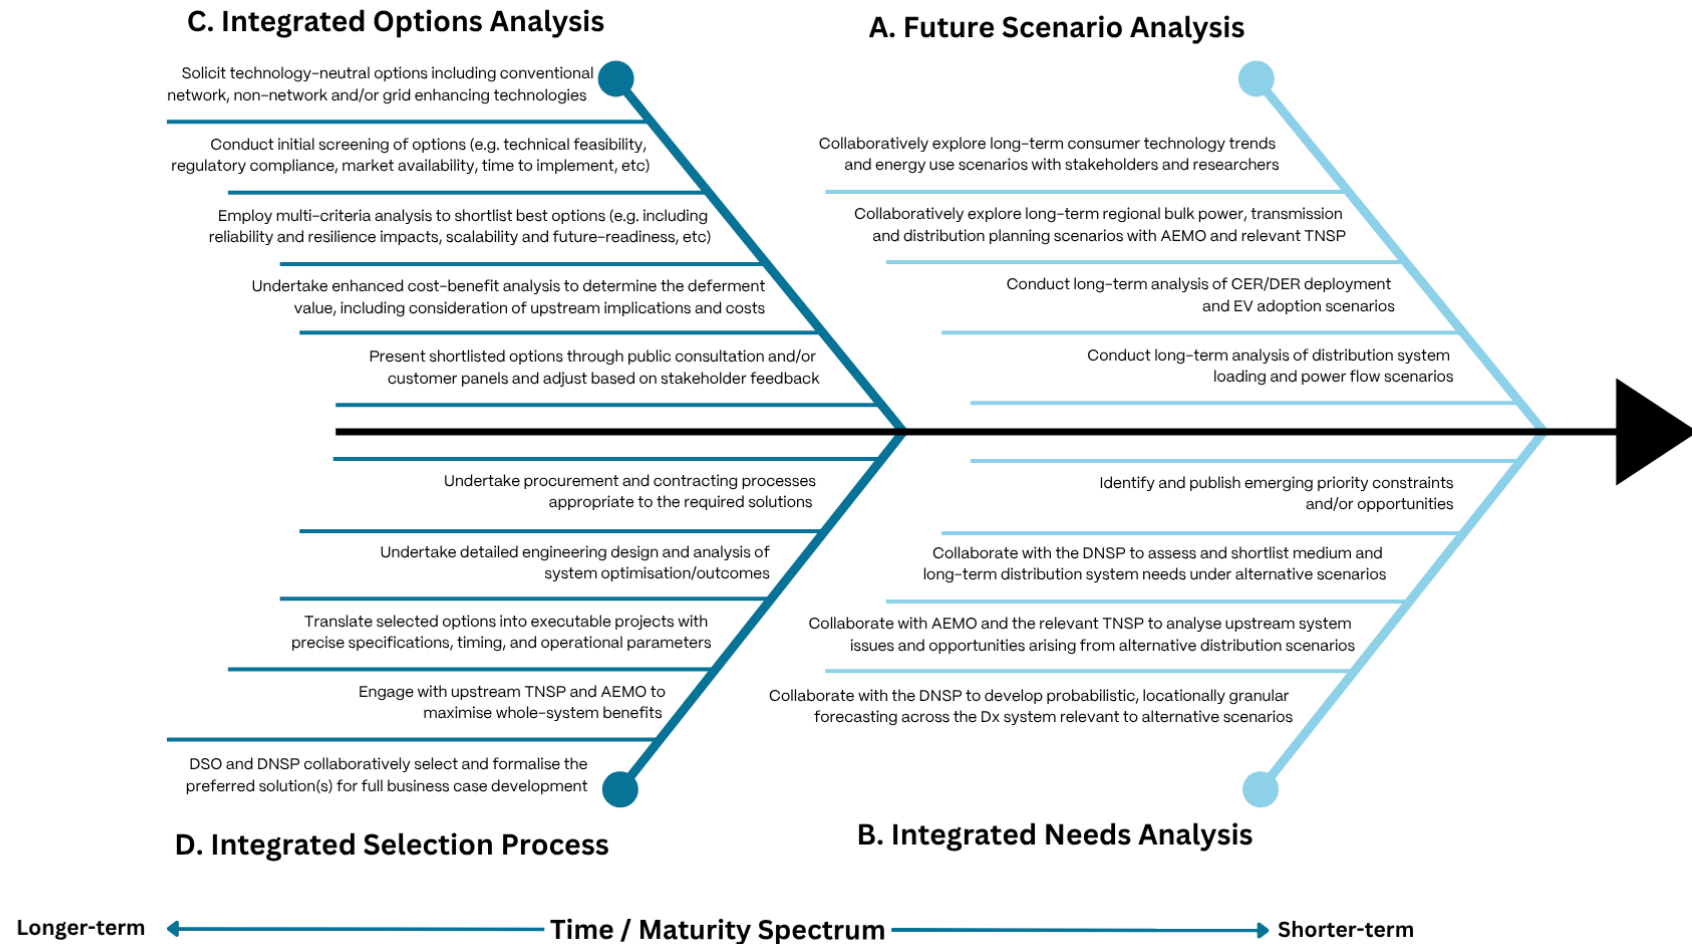 C. Integrated Options Analysis
Solicit technology-neutral options including conventional
network, non-network and/or grid enhancing technologies
Conduct initial screening of options (e.g. technical feasibility,
regulatory compliance, market availability, time to implement, etc)
Employ multi-criteria analysis to shortlist best options (e.g. including
reliability and resilience impacts, scalability and future-readiness, etc)
Undertake enhanced cost-benefit analysis to determine the deferment
value, including consideration of upstream implications and costs
Present shortlisted options through public consultation and/or
customer panels and adjust based on stakeholder feedback
A. Future Scenario Analysis
Collaboratively explore long-term consumer technology trends
and energy use scenarios with stakeholders and researchers
Collaboratively explore long-term regional bulk power, transmission
and distribution planning scenarios with AEMO and relevant TNSP
Conduct long-term analysis of CER/DER deployment
and EV adoption scenarios
Conduct long-term analysis of distribution system
loading and power flow scenarios
Undertake procurement and contracting processes
appropriate to the required solutions
Undertake detailed engineering design and analysis of
system optimisation/outcomes
Translate selected options into executable projects with
precise specifications, timing, and operational parameters
Engage with upstream TNSP and AEMO to
maximise whole-system benefits
DSO and DNSP collaboratively select and formalise the
preferred solution(s) for full business case development
D. Integrated Selection Process
Identify and publish emerging priority constraints
and/or opportunities
Collaborate with the DNSP to assess and shortlist medium and
long-term distribution system needs under alternative scenarios
Collaborate with AEMO and the relevant TNSP to analyse upstream system
issues and opportunities arising from alternative distribution scenarios
Collaborate with the DNSP to develop probabilistic, locationally granular
forecasting across the Dx system relevant to alternative scenarios
B. Integrated Needs Analysis
Longer-term
Time / Maturity Spectrum
Shorter-term